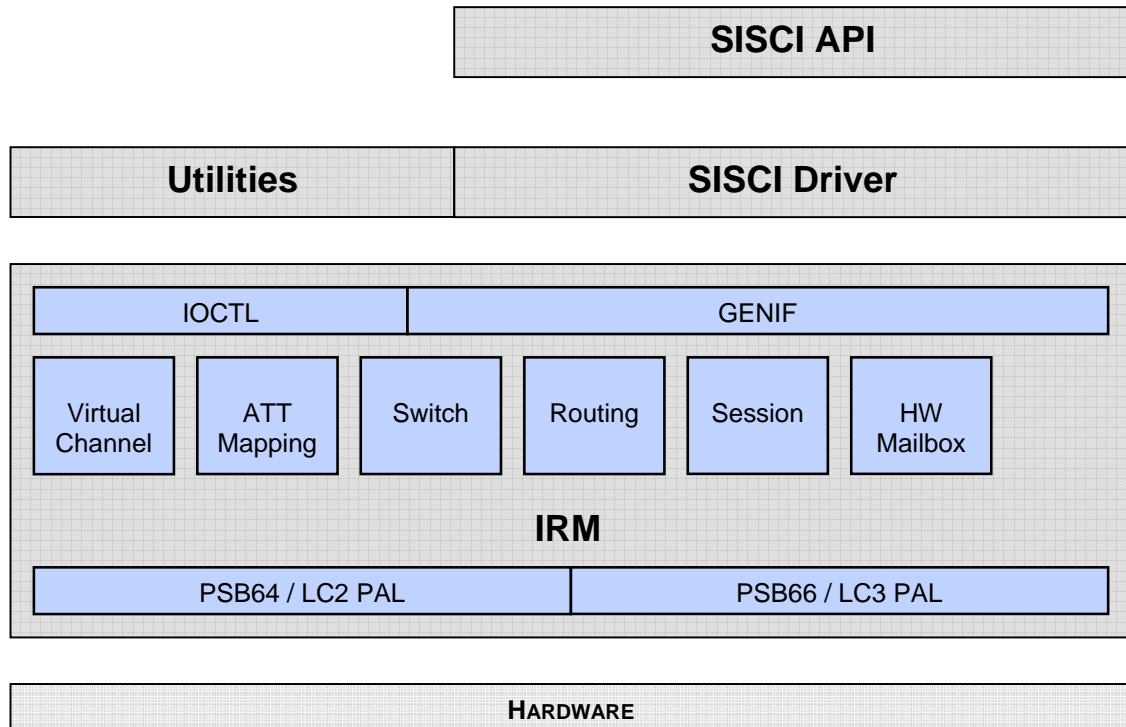 SISCI API
Utilities SISCI Driver
IOCTL GENIF
Virtual Channel
ATT Mapping
Switch
Routing
Session
HW Mailbox
IRM
PSB64 / LC2 PAL PSB66 / LC3 PAL
HARDWARE